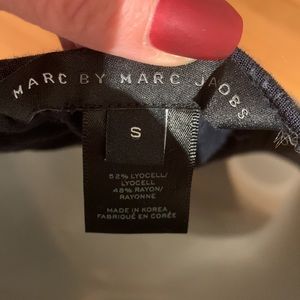 MARC BY MARC JACOBS
S
52% LYOCELL/
LYOCELL
48% RAYON/
RAYONNE
MADE IN KOREA
FABRIQUÉ EN CORÉE